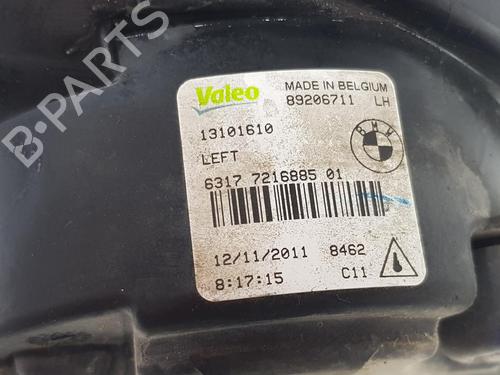 B-PARTS
Valeo
MADE IN BELGIUM
89206711 LH
13101610
LEFT
BMW
6317 7216885 01
12/11/2011 8462
8:17:15 C11